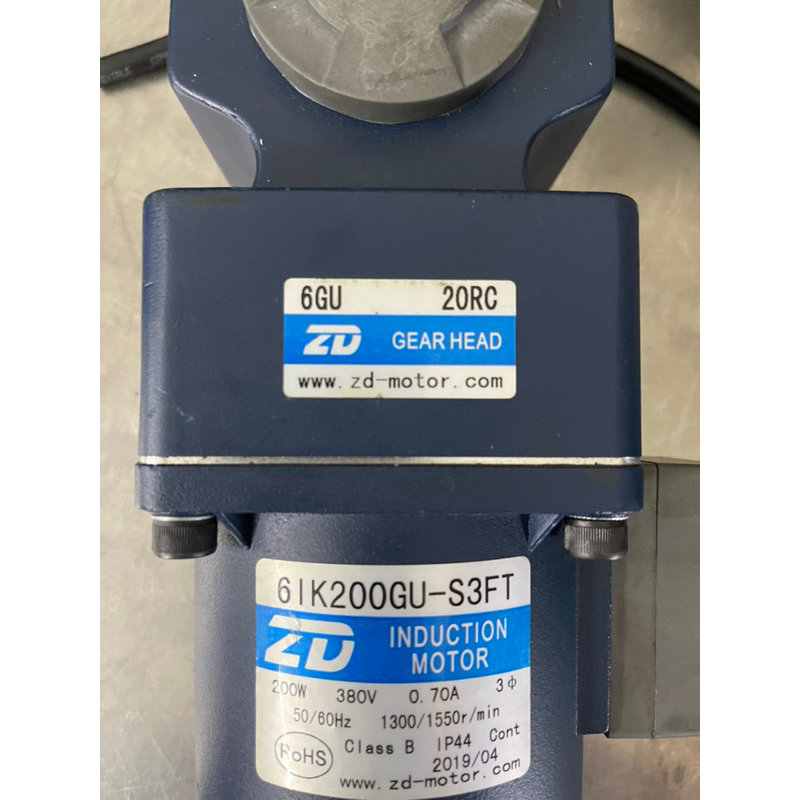 6GU 20RC
ZD GEAR HEAD
www.zd-motor.com
6IK200GU-S3FT
ZD INDUCTION
MOTOR
200W 380V 0.70A 3φ
50/60Hz 1300/1550r/min
RoHS Class B IP44 Cont
2019/04
www.zd-motor.com